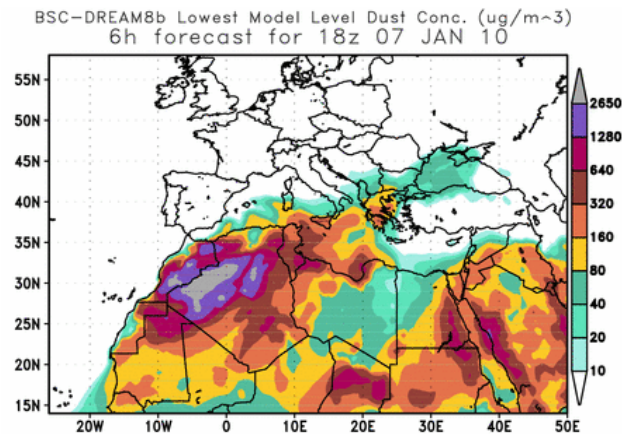 BSC-DREAM8b Lowest Model Level Dust Conc. (ug/m^3)
6h forecast for 18z 07 JAN 10
55N
50N
45N
40N
35N
30N
25N
20N
15N
20W
10W
0
10E
20E
30E
40E
50E
2650
1280
640
320
160
80
40
20
10